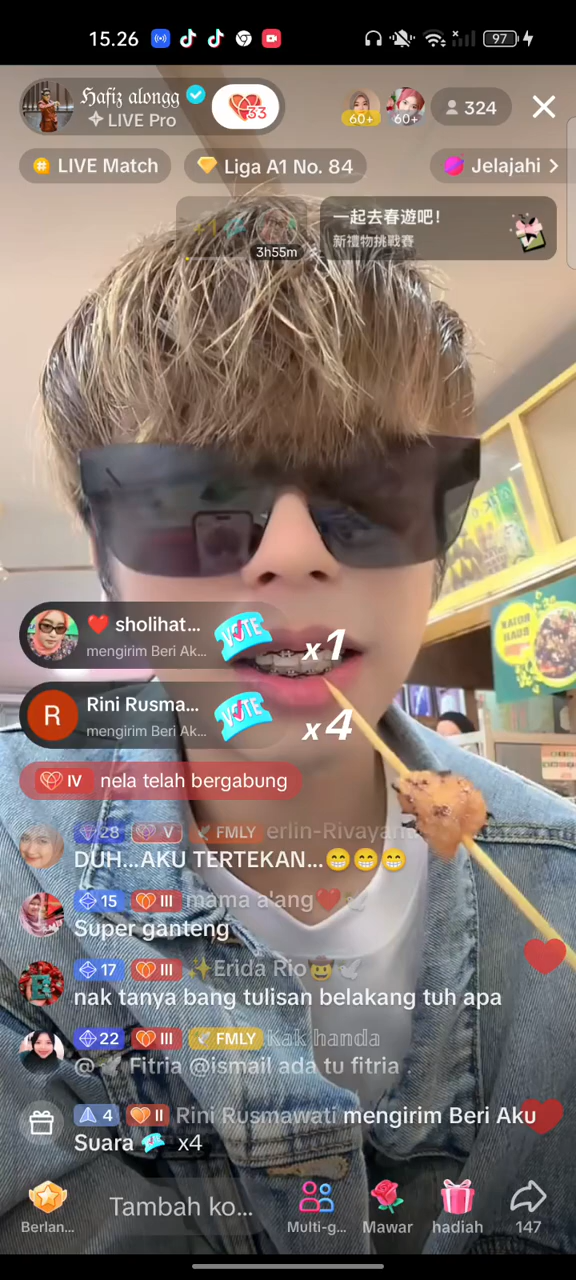 15.26
97
Hafiz alongg
LIVE Pro
33
60+
60+
324
LIVE Match
Liga A1 No. 84
Jelajahi >
+1
3h55m
一起去春遊吧!
新禮物挑戰賽
❤️ sholihat...
mengirim Beri Ak...
VOTE
x1
R
Rini Rusma...
mengirim Beri Ak...
VOTE
x4
IV nela telah bergabung
28 V FMLY erlin-Rivayant
DUH...AKU TERTEKAN...😁😁😁
15 III mama a'ang❤️🕊️
Super ganteng
17 III ✨Erida Rio🤠🕊️
nak tanya bang tulisan belakang tuh apa
22 III FMLY Kak handa
@🕊️ Fitria @ismail ada tu fitria .
4 II Rini Rusmawati mengirim Beri Aku
Suara x4
Berlan...
Tambah ko...
Multi-g...
Mawar
hadiah
147